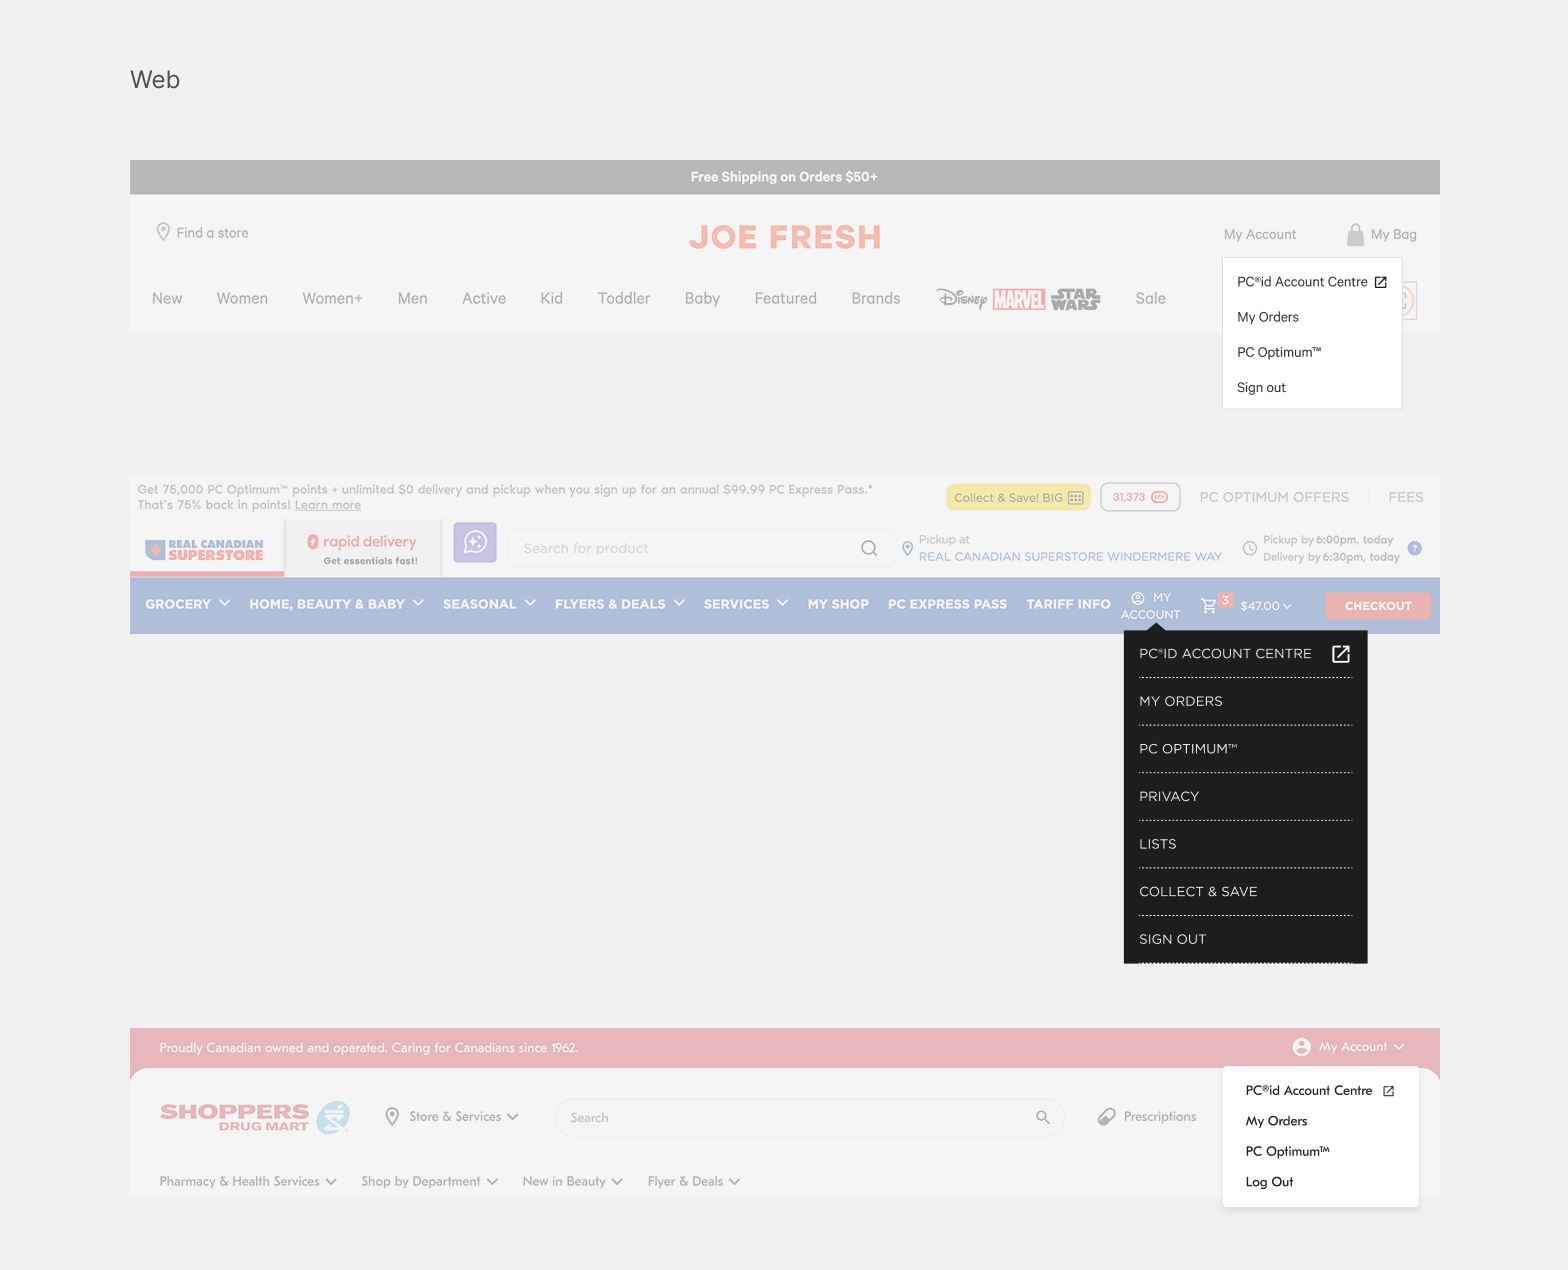 Web
Free Shipping on Orders $50+
Find a store
JOE FRESH
My Account
My Bag
New Women Women+ Men Active Kid Toddler Baby Featured Brands Disney MARVEL STAR WARS Sale
PC®id Account Centre
My Orders
PC Optimum™
Sign out
Get 75,000 PC Optimum™ points + unlimited $0 delivery and pickup when you sign up for an annual $99.99 PC Express Pass.*
That's 75% back in points! Learn more
Collect & Save! BIG
31,373 pts
PC OPTIMUM OFFERS
FEES
REAL CANADIAN
SUPERSTORE
rapid delivery
Get essentials fast!
Search for product
Pickup at
REAL CANADIAN SUPERSTORE WINDERMERE WAY
Pickup by 6:00pm, today
Delivery by 6:30pm, today
?
GROCERY HOME, BEAUTY & BABY SEASONAL FLYERS & DEALS SERVICES MY SHOP PC EXPRESS PASS TARIFF INFO
MY
ACCOUNT
3
$47.00
CHECKOUT
PC®ID ACCOUNT CENTRE
MY ORDERS
PC OPTIMUM™
PRIVACY
LISTS
COLLECT & SAVE
SIGN OUT
Proudly Canadian owned and operated. Caring for Canadians since 1962.
My Account
SHOPPERS
DRUG MART
Store & Services
Search
Prescriptions
Pharmacy & Health Services Shop by Department New in Beauty Flyer & Deals
PC®id Account Centre
My Orders
PC Optimum™
Log Out